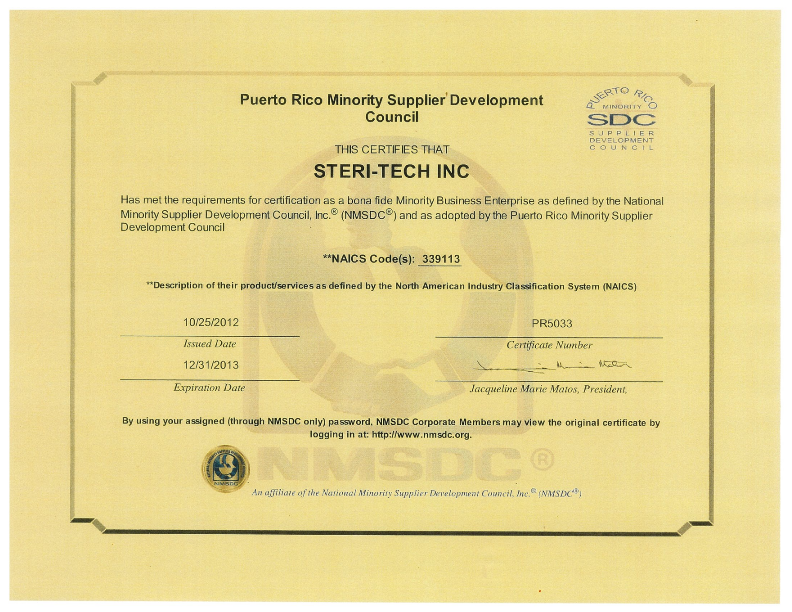 Puerto Rico Minority Supplier Development
Council
PUERTO RICO
MINORITY
SDC
SUPPLIER
DEVELOPMENT
COUNCIL
THIS CERTIFIES THAT
STERI-TECH INC
Has met the requirements for certification as a bona fide Minority Business Enterprise as defined by the National
Minority Supplier Development Council, Inc.® (NMSDC®) and as adopted by the Puerto Rico Minority Supplier
Development Council
**NAICS Code(s): 339113
**Description of their product/services as defined by the North American Industry Classification System (NAICS)
10/25/2012
Issued Date
PR5033
Certificate Number
12/31/2013
Expiration Date
Jacqueline Marie Matos, President.
By using your assigned (through NMSDC only) password, NMSDC Corporate Members may view the original certificate by
logging in at: http://www.nmsdc.org.
NMSDC®
NMSDC
An affiliate of the National Minority Supplier Development Council, Inc.® (NMSDC®)